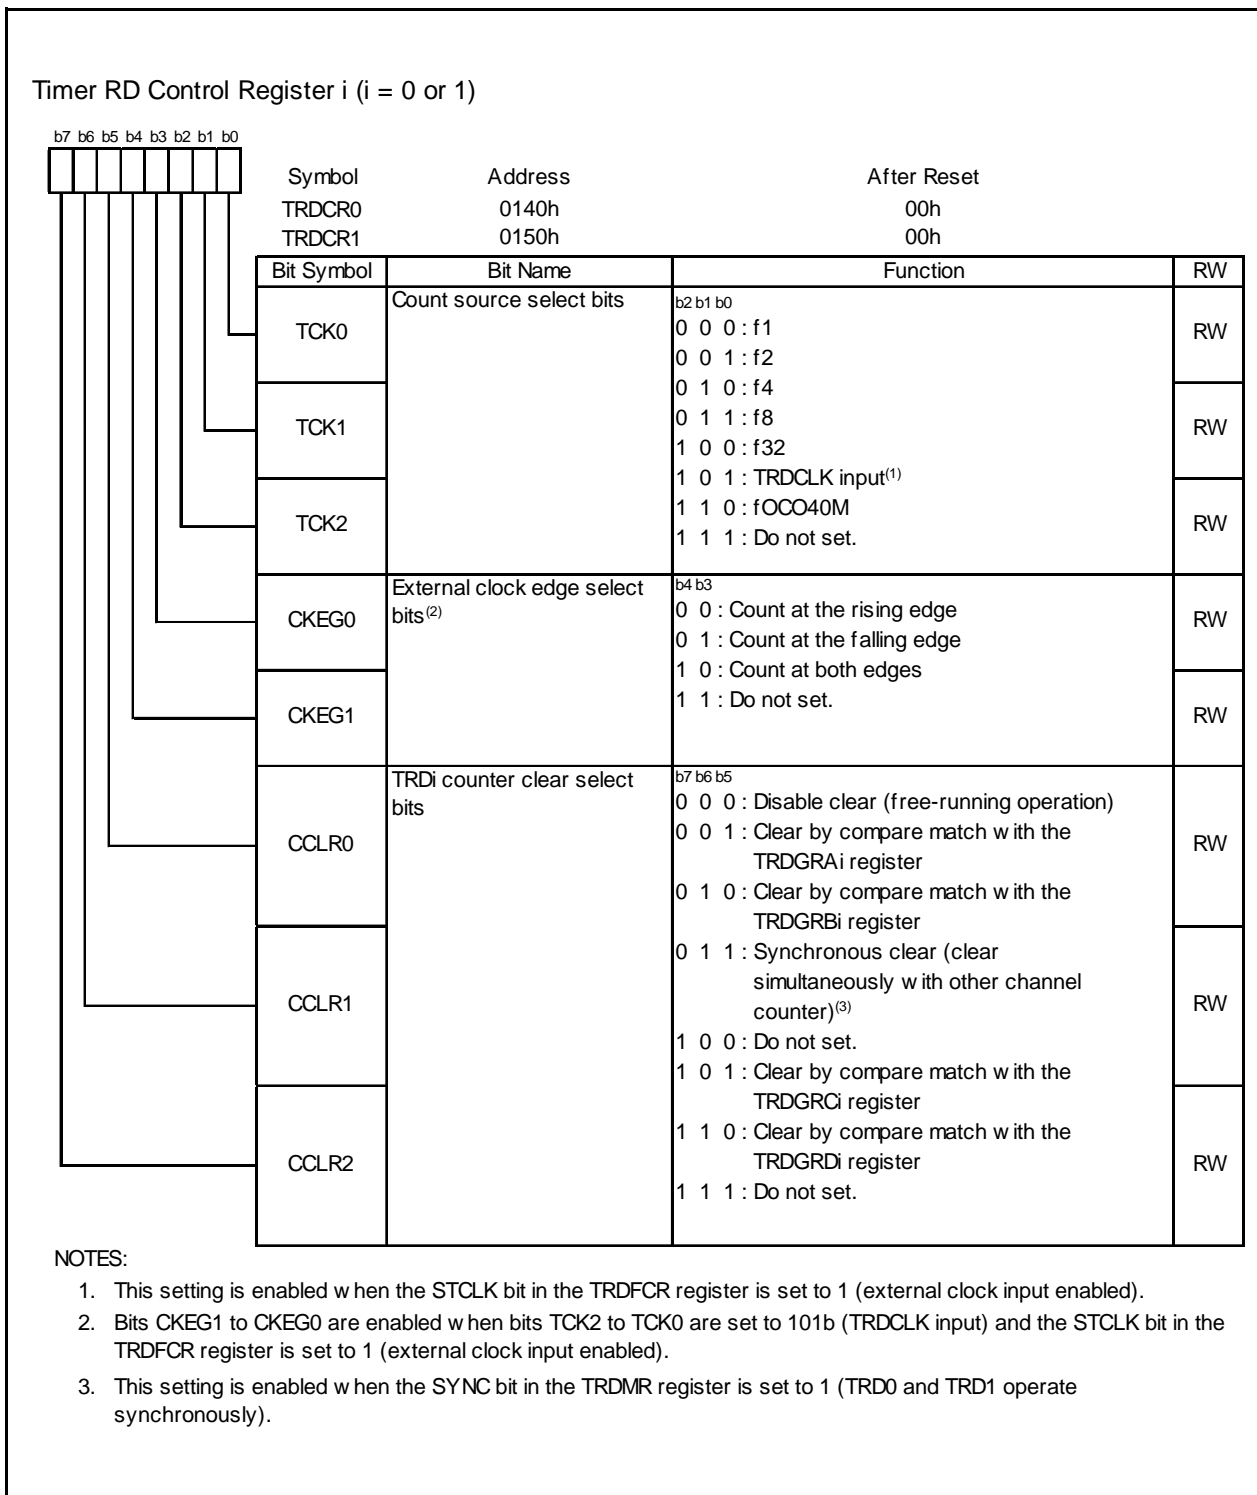 Timer RD Control Register i (i = 0 or 1)
b7 b6 b5 b4 b3 b2 b1 b0
Symbol Address After Reset
TRDCR0 0140h 00h
TRDCR1 0150h 00h
Bit Symbol Bit Name Function RW
TCK0
TCK1
TCK2
Count source select bits
b2 b1 b0
0 0 0 : f1
0 0 1 : f2
0 1 0 : f4
0 1 1 : f8
1 0 0 : f32
1 0 1 : TRDCLK input(1)
1 1 0 : fOCO40M
1 1 1 : Do not set.
RW
RW
RW
CKEG0
CKEG1
External clock edge select
bits(2)
b4 b3
0 0 : Count at the rising edge
0 1 : Count at the falling edge
1 0 : Count at both edges
1 1 : Do not set.
RW
RW
CCLR0
CCLR1
CCLR2
TRDi counter clear select
bits
b7 b6 b5
0 0 0 : Disable clear (free-running operation)
0 0 1 : Clear by compare match with the
TRDGRAi register
0 1 0 : Clear by compare match with the
TRDGRBi register
0 1 1 : Synchronous clear (clear
simultaneously with other channel
counter)(3)
1 0 0 : Do not set.
1 0 1 : Clear by compare match with the
TRDGRCi register
1 1 0 : Clear by compare match with the
TRDGRDi register
1 1 1 : Do not set.
RW
RW
RW
NOTES:
1. This setting is enabled when the STCLK bit in the TRDFCR register is set to 1 (external clock input enabled).
2. Bits CKEG1 to CKEG0 are enabled when bits TCK2 to TCK0 are set to 101b (TRDCLK input) and the STCLK bit in the
TRDFCR register is set to 1 (external clock input enabled).
3. This setting is enabled when the SYNC bit in the TRDMR register is set to 1 (TRD0 and TRD1 operate
synchronously).